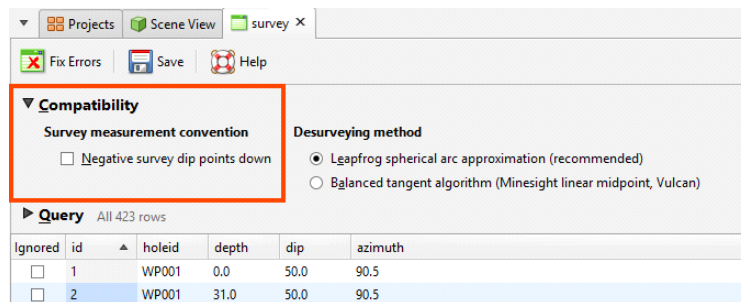 Projects Scene View survey
Fix Errors Save Help
Compatibility
Survey measurement convention Desurveying method
Negative survey dip points down Leapfrog spherical arc approximation (recommended)
Balanced tangent algorithm (Minesight linear midpoint, Vulcan)
Query All 423 rows
Ignored id holeid depth dip azimuth
1 WP001 0.0 50.0 90.5
2 WP001 31.0 50.0 90.5